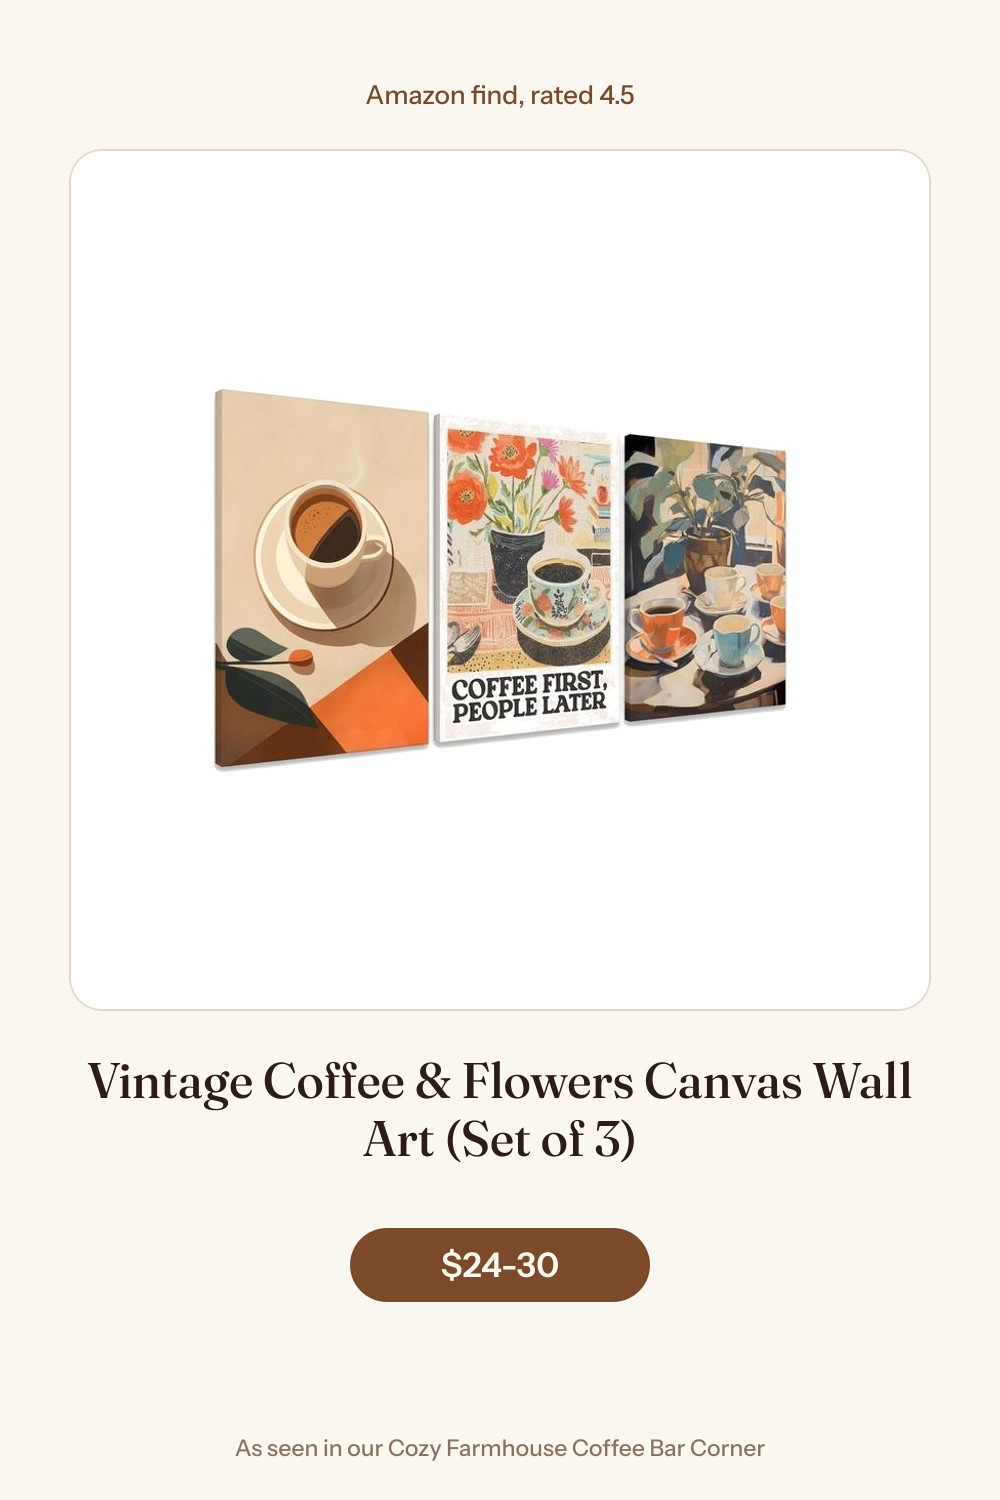 Amazon find, rated 4.5
COFFEE FIRST,
PEOPLE LATER
Vintage Coffee & Flowers Canvas Wall
Art (Set of 3)
$24-30
As seen in our Cozy Farmhouse Coffee Bar Corner